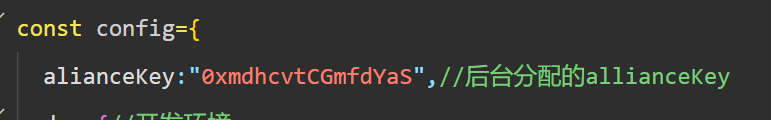 const config={
alianceKey:"0xmdhcvtCGmfdYaS",//后台分配的allianceKey